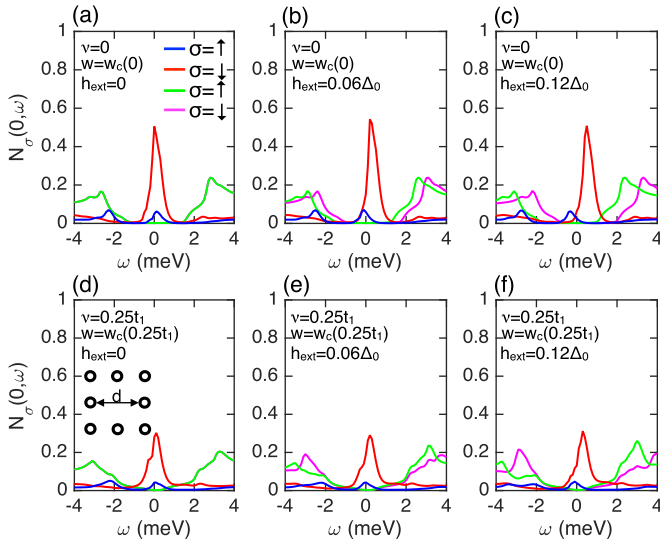 (a)
ν=0
w=w_c(0)
h_ext=0
σ=↑
σ=↓
σ=↑
σ=↓
N_σ(0,ω)
1
0.8
0.6
0.4
0.2
0
-4 -2 0 2 4
ω (meV)
(b)
ν=0
w=w_c(0)
h_ext=0.06Δ_0
-4 -2 0 2 4
ω (meV)
(c)
ν=0
w=w_c(0)
h_ext=0.12Δ_0
-4 -2 0 2 4
ω (meV)
(d)
ν=0.25t_1
w=w_c(0.25t_1)
h_ext=0
d
N_σ(0,ω)
1
0.8
0.6
0.4
0.2
0
-4 -2 0 2 4
ω (meV)
(e)
ν=0.25t_1
w=w_c(0.25t_1)
h_ext=0.06Δ_0
-4 -2 0 2 4
ω (meV)
(f)
ν=0.25t_1
w=w_c(0.25t_1)
h_ext=0.12Δ_0
-4 -2 0 2 4
ω (meV)